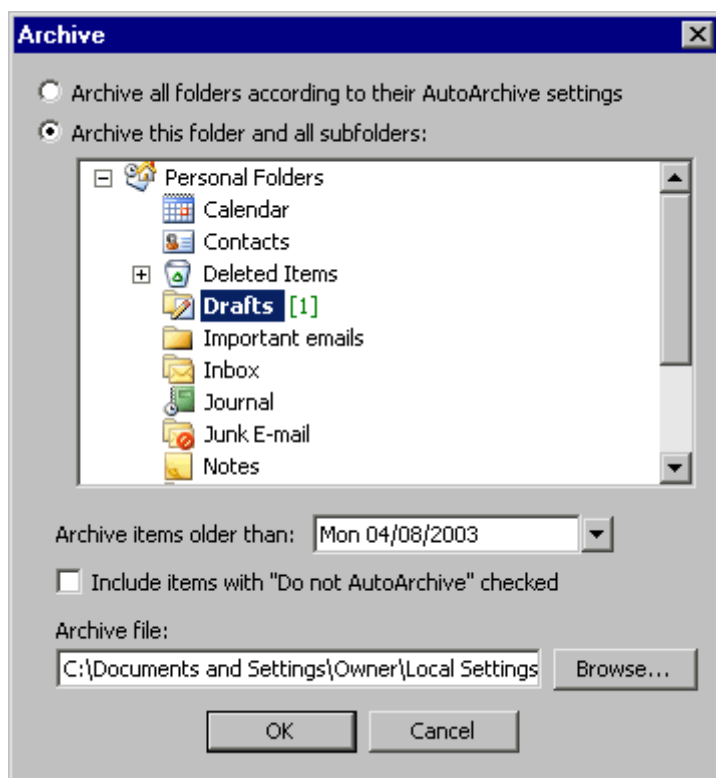 Archive
Archive all folders according to their AutoArchive settings
Archive this folder and all subfolders:
Personal Folders
Calendar
Contacts
Deleted Items
Drafts [1]
Important emails
Inbox
Journal
Junk E-mail
Notes
Archive items older than: Mon 04/08/2003
Include items with "Do not AutoArchive" checked
Archive file:
C:\Documents and Settings\Owner\Local Settings Browse...
OK Cancel